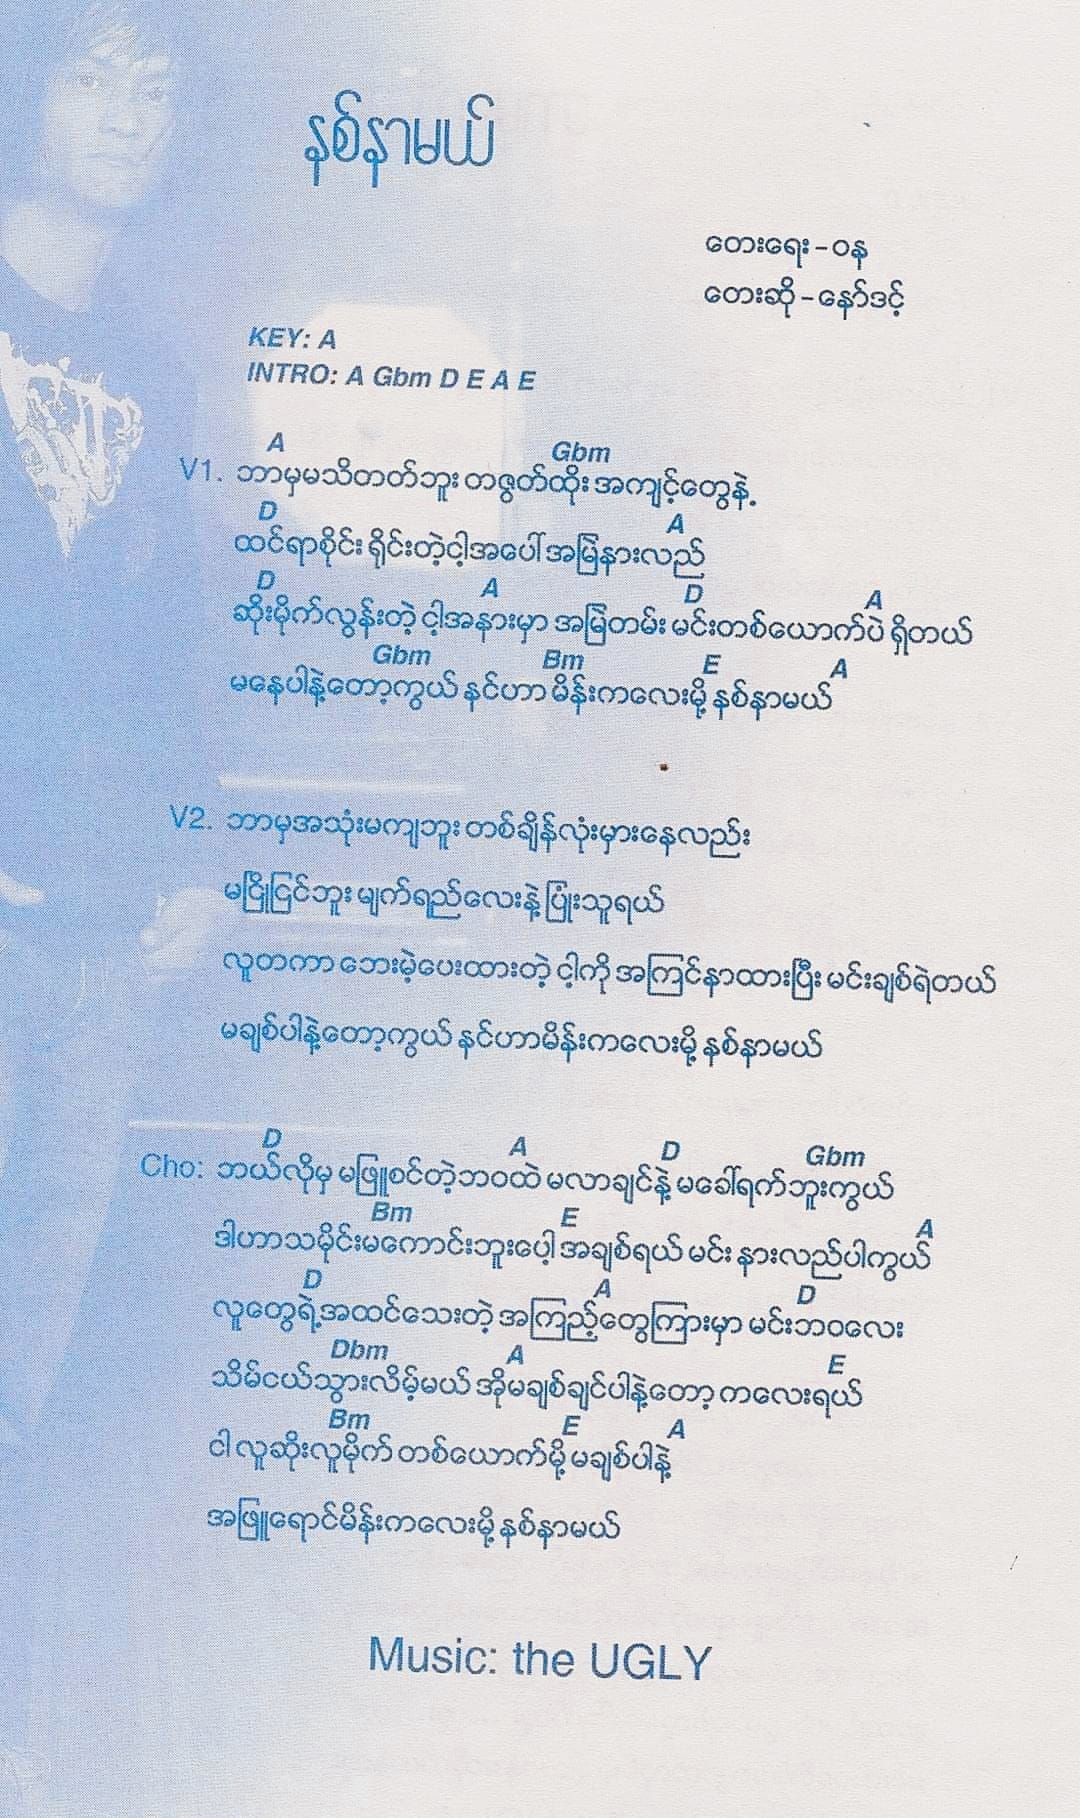 နစ်နာမယ်
တေးရေး - ဝန
တေးဆို - နော်ဒင့်
KEY: A
INTRO: A Gbm D E A E
A Gbm
V1. ဘာမှမသိတတ်ဘူး တဇွတ်ထိုး အကျင့်တွေနဲ့
D A
ထင်ရာစိုင်း ရိုင်းတဲ့ငါ့အပေါ် အမြဲနားလည်
D A D A
ဆိုးမိုက်လွန်းတဲ့ ငါ့အနားမှာ အမြဲတမ်း မင်းတစ်ယောက်ပဲ ရှိတယ်
Gbm Bm E A
မနေပါနဲ့တော့ကွယ် နင်ဟာ မိန်းကလေးမို့ နစ်နာမယ်
V2. ဘာမှအသုံးမကျဘူး တစ်ချိန်လုံးမှားနေလည်း
မငြိုငြင်ဘူး မျက်ရည်လေးနဲ့ ပြုံးသူရယ်
လူတကာ ဘေးမဲ့ပေးထားတဲ့ ငါ့ကို အကြင်နာထားပြီး မင်းချစ်ရဲတယ်
မချစ်ပါနဲ့တော့ကွယ် နင်ဟာမိန်းကလေးမို့ နစ်နာမယ်
D A D Gbm
Cho: ဘယ်လိုမှ မဖြူစင်တဲ့ဘဝထဲ မလာချင်နဲ့ မခေါ်ရက်ဘူးကွယ်
Bm E A
ဒါဟာသမိုင်းမကောင်းဘူးပေါ့ အချစ်ရယ် မင်း နားလည်ပါကွယ်
D A D
လူတွေရဲ့အထင်သေးတဲ့ အကြည့်တွေကြားမှာ မင်းဘဝလေး
Dbm A E
သိမ်ငယ်သွားလိမ့်မယ် အိုမချစ်ချင်ပါနဲ့တော့ ကလေးရယ်
Bm E A
ငါ လူဆိုးလူမိုက် တစ်ယောက်မို့ မချစ်ပါနဲ့
အဖြူရောင်မိန်းကလေးမို့ နစ်နာမယ်
Music: the UGLY